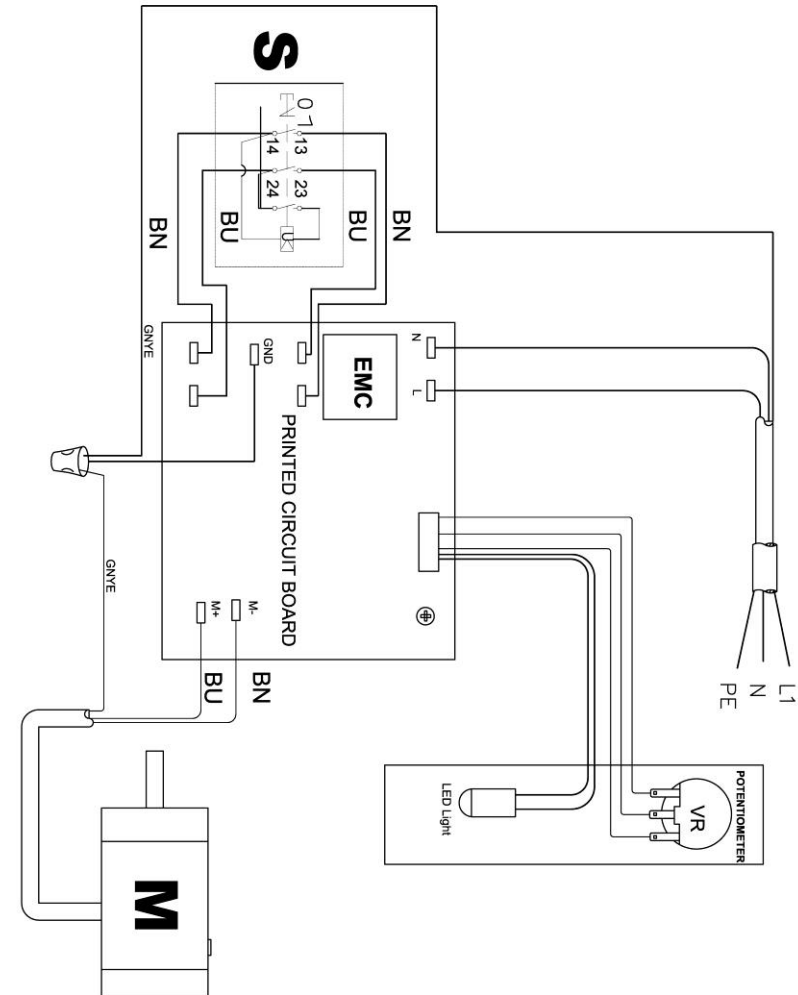 S
0 1
14 13
24 23
U
BN
BU
BU
BN
GNYE
GND
EMC
N
L
PRINTED CIRCUIT BOARD
GNYE
M+
M-
BU
BN
L1
N
PE
POTENTIOMETER
VR
LED Light
M